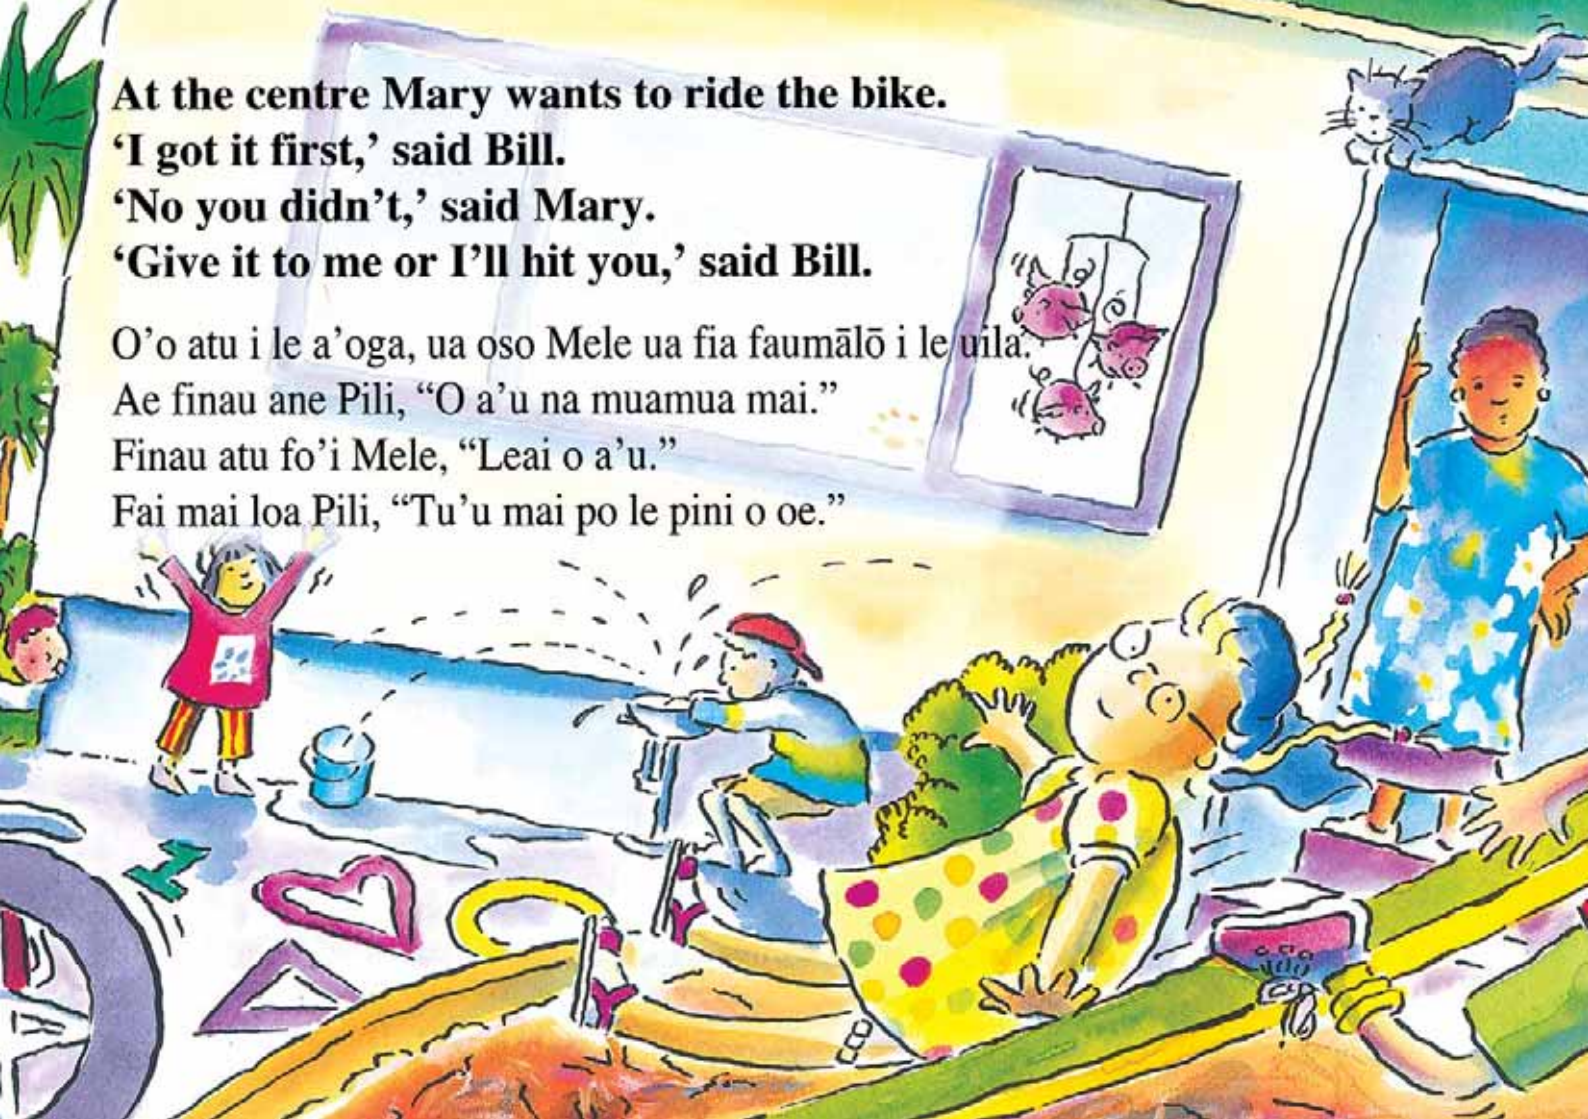 At the centre Mary wants to ride the bike.
‘I got it first,’ said Bill.
‘No you didn’t,’ said Mary.
‘Give it to me or I’ll hit you,’ said Bill.
O’o atu i le a’oga, ua oso Mele ua fia faumālō i le uila.
Ae finau ane Pili, “O a’u na muamua mai.”
Finau atu fo’i Mele, “Leai o a’u.”
Fai mai loa Pili, “Tu’u mai po le pini o oe.”